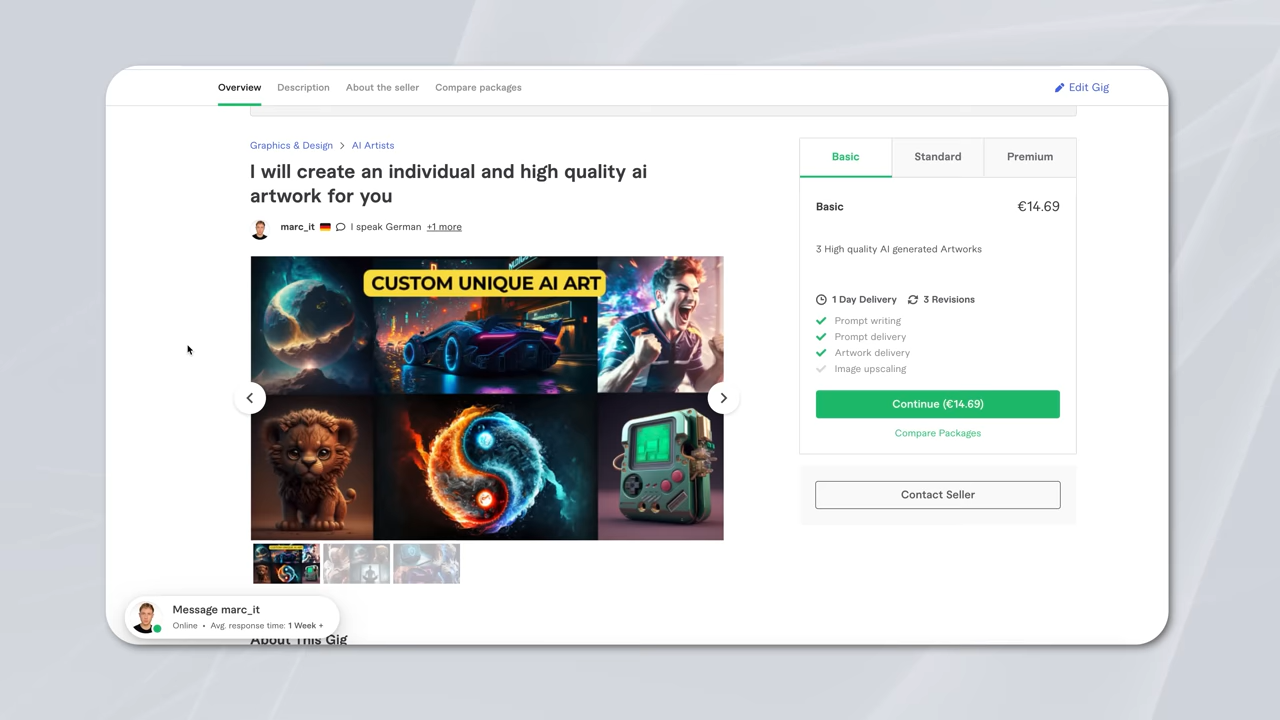 Overview Description About the seller Compare packages Edit Gig
Graphics & Design AI Artists
I will create an individual and high quality ai
artwork for you
marc_it I speak German +1 more
CUSTOM UNIQUE AI ART
Basic Standard Premium
Basic €14.69
3 High quality AI generated Artworks
1 Day Delivery 3 Revisions
Prompt writing
Prompt delivery
Artwork delivery
Image upscaling
Continue (€14.69)
Compare Packages
Contact Seller
Message marc_it
Online • Avg. response time: 1 Week +
About This Gig